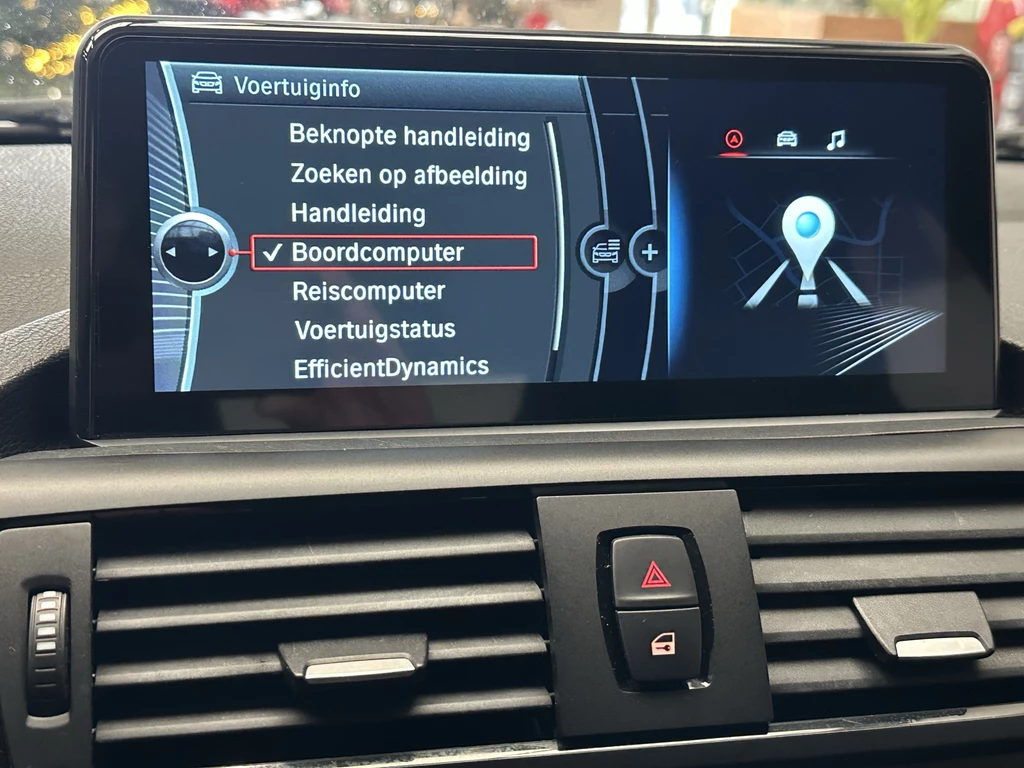 Voertuiginfo
Beknopte handleiding
Zoeken op afbeelding
Handleiding
✓ Boordcomputer
Reiscomputer
Voertuigstatus
EfficientDynamics